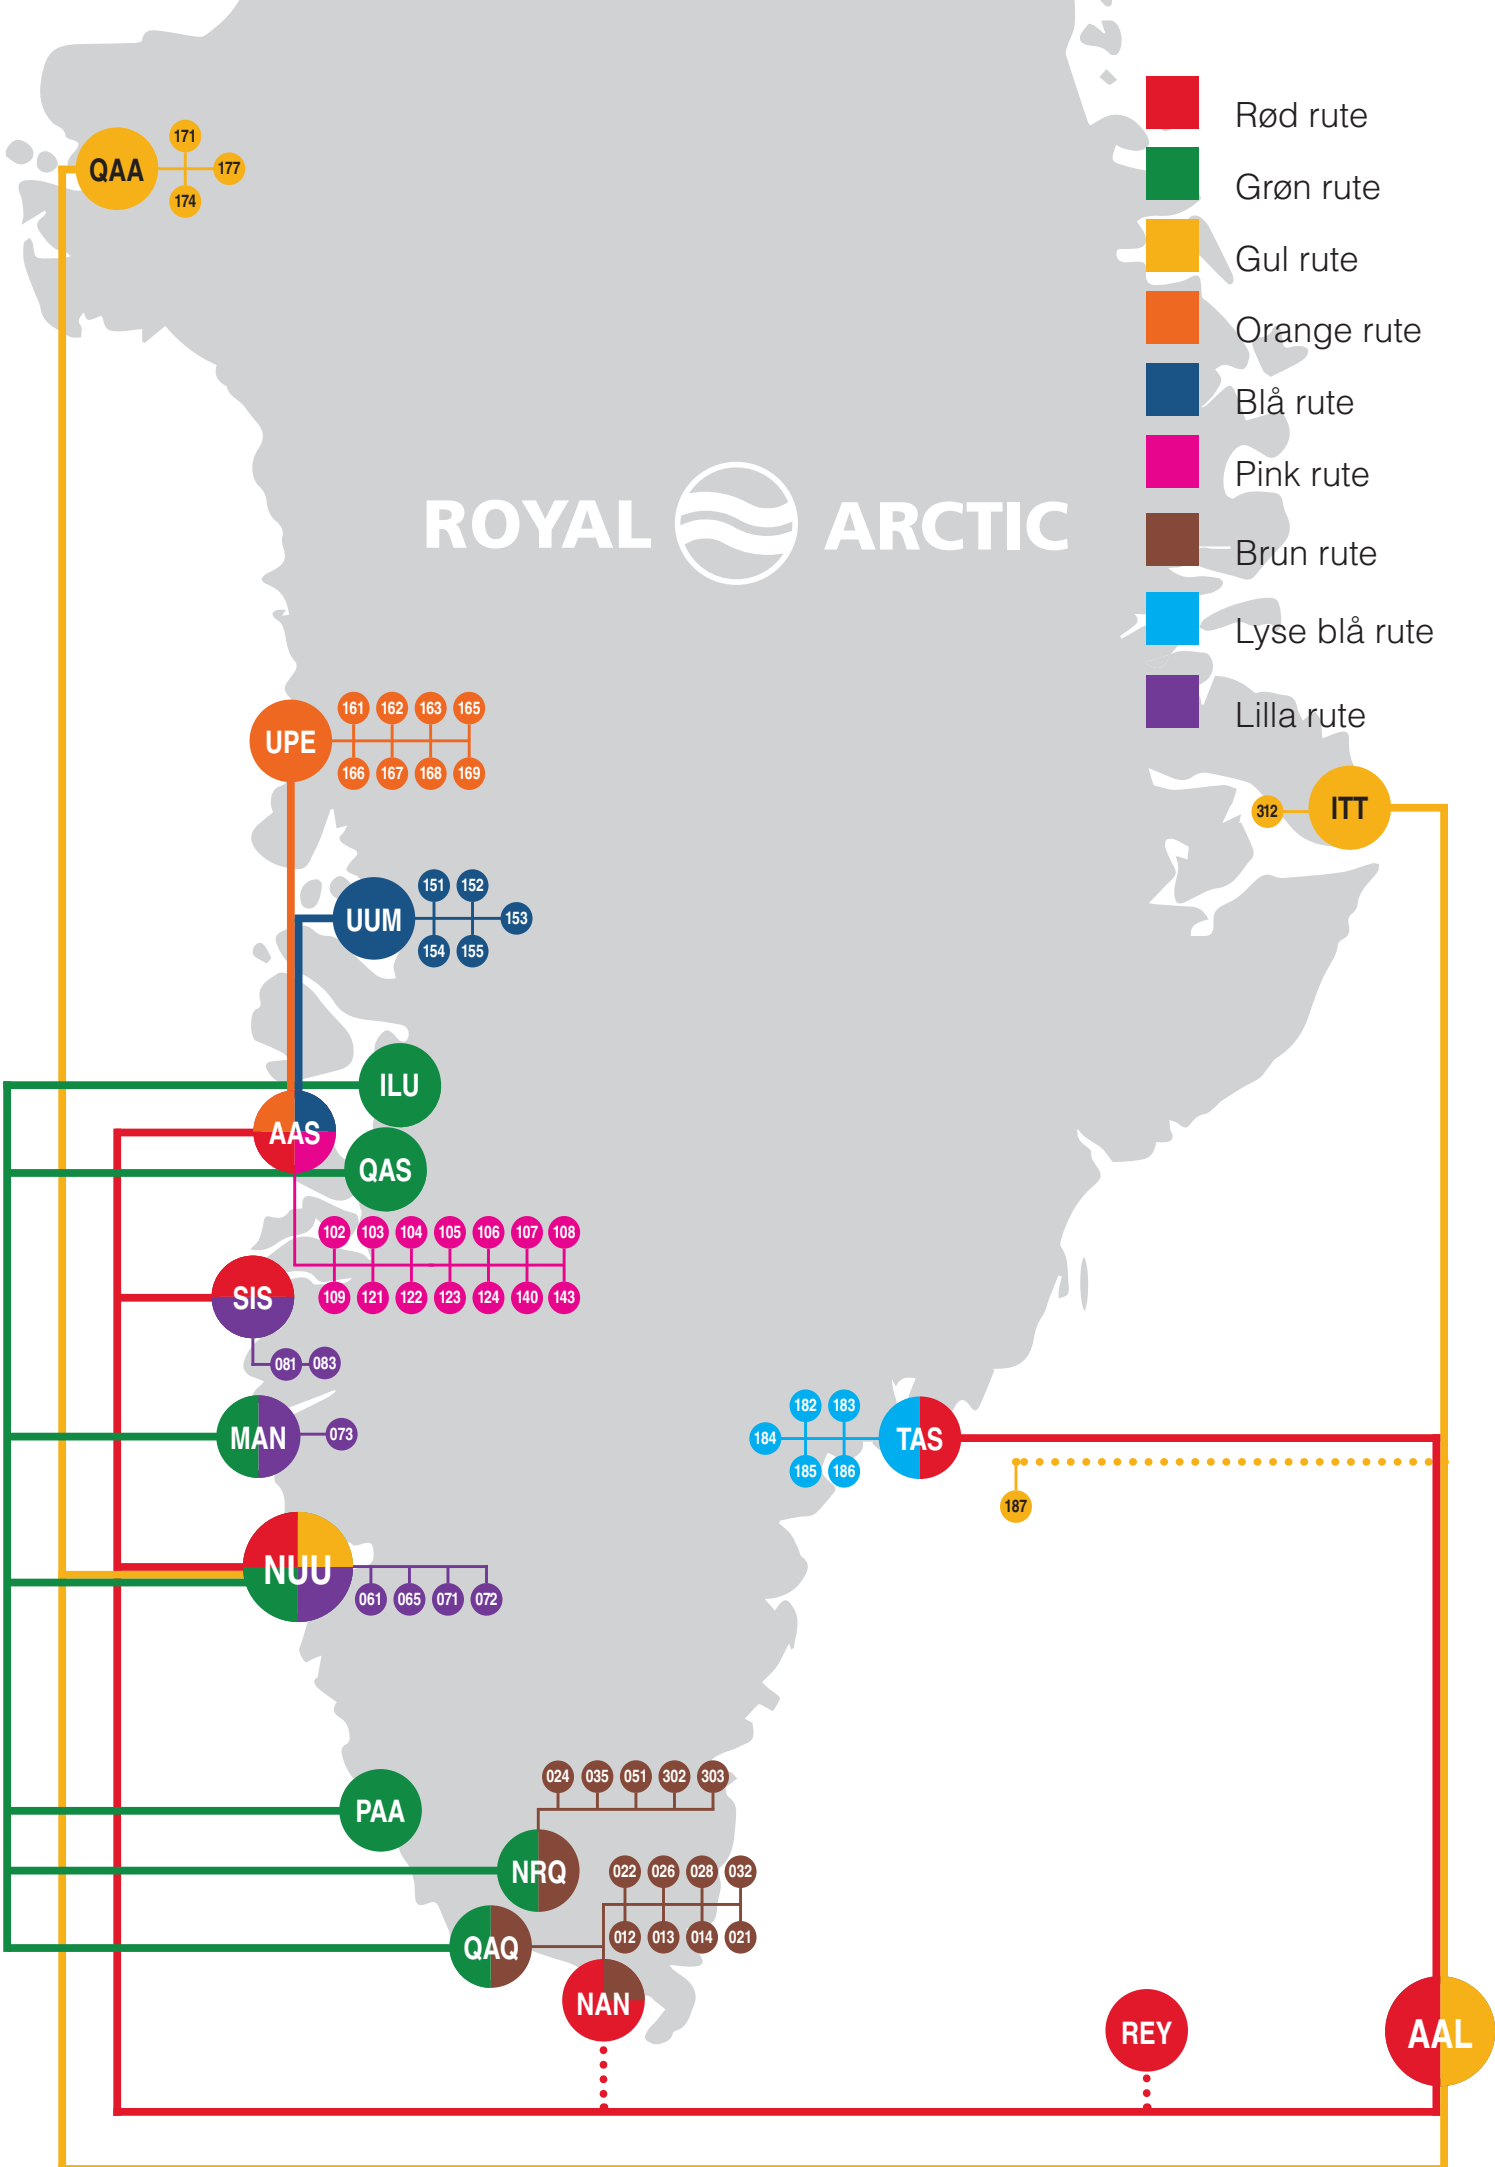 Rød rute
Grøn rute
Gul rute
Orange rute
Blå rute
Pink rute
Brun rute
Lyse blå rute
Lilla rute
171
QAA
177
174
ROYAL ARCTIC
161 162 163 165
UPE
166 167 168 169
312
ITT
151 152
UUM
153
154 155
ILU
AAS
QAS
102 103 104 105 106 107 108
SIS
109 121 122 123 124 140 143
081 083
MAN
073
182 183
184
TAS
185 186
187
NUU
061 065 071 072
024 035 051 302 303
PAA
NRQ
022 026 028 032
012 013 014 021
QAQ
NAN
REY
AAL